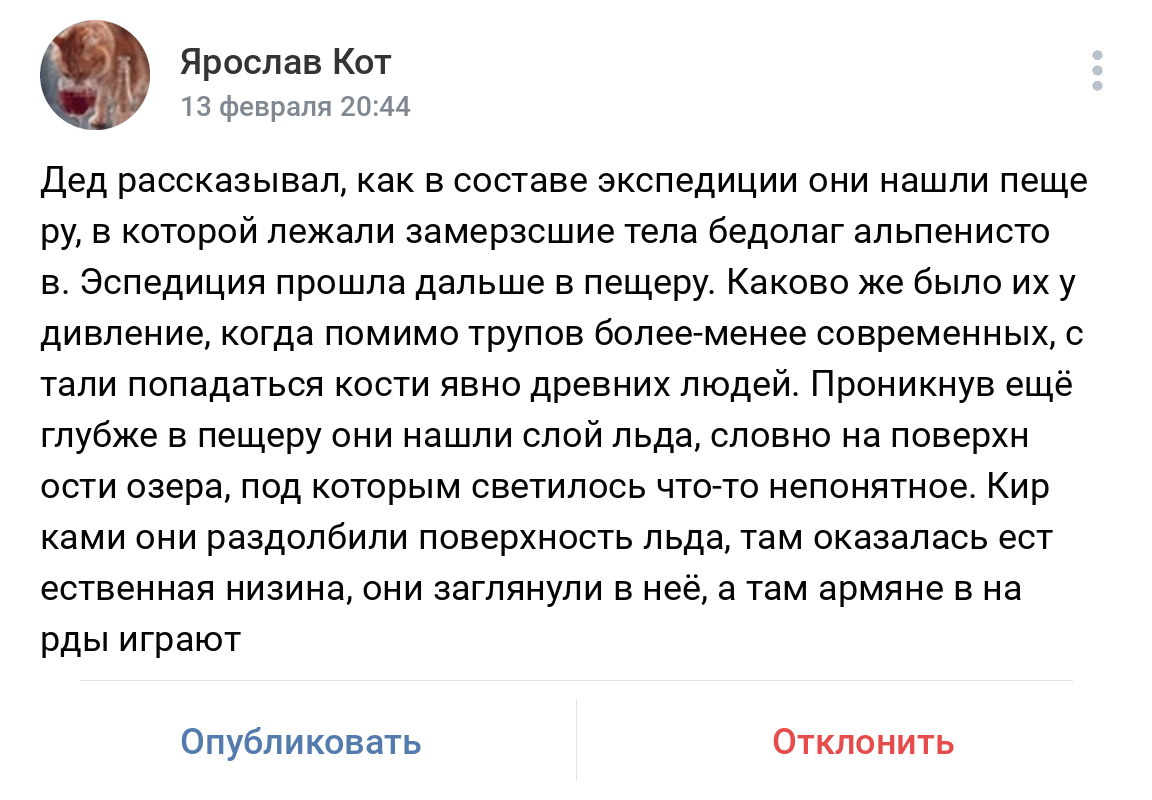 Ярослав Кот
13 февраля 20:44
Дед рассказывал, как в составе экспедиции они нашли пеще
ру, в которой лежали замерзсшие тела бедолаг альпенисто
в. Эспедиция прошла дальше в пещеру. Каково же было их у
дивление, когда помимо трупов более-менее современных, с
тали попадаться кости явно древних людей. Проникнув ещё
глубже в пещеру они нашли слой льда, словно на поверхн
ости озера, под которым светилось что-то непонятное. Кир
ками они раздолбили поверхность льда, там оказалась ест
ественная низина, они заглянули в неё, а там армяне в на
рды играют
Опубликовать
Отклонить